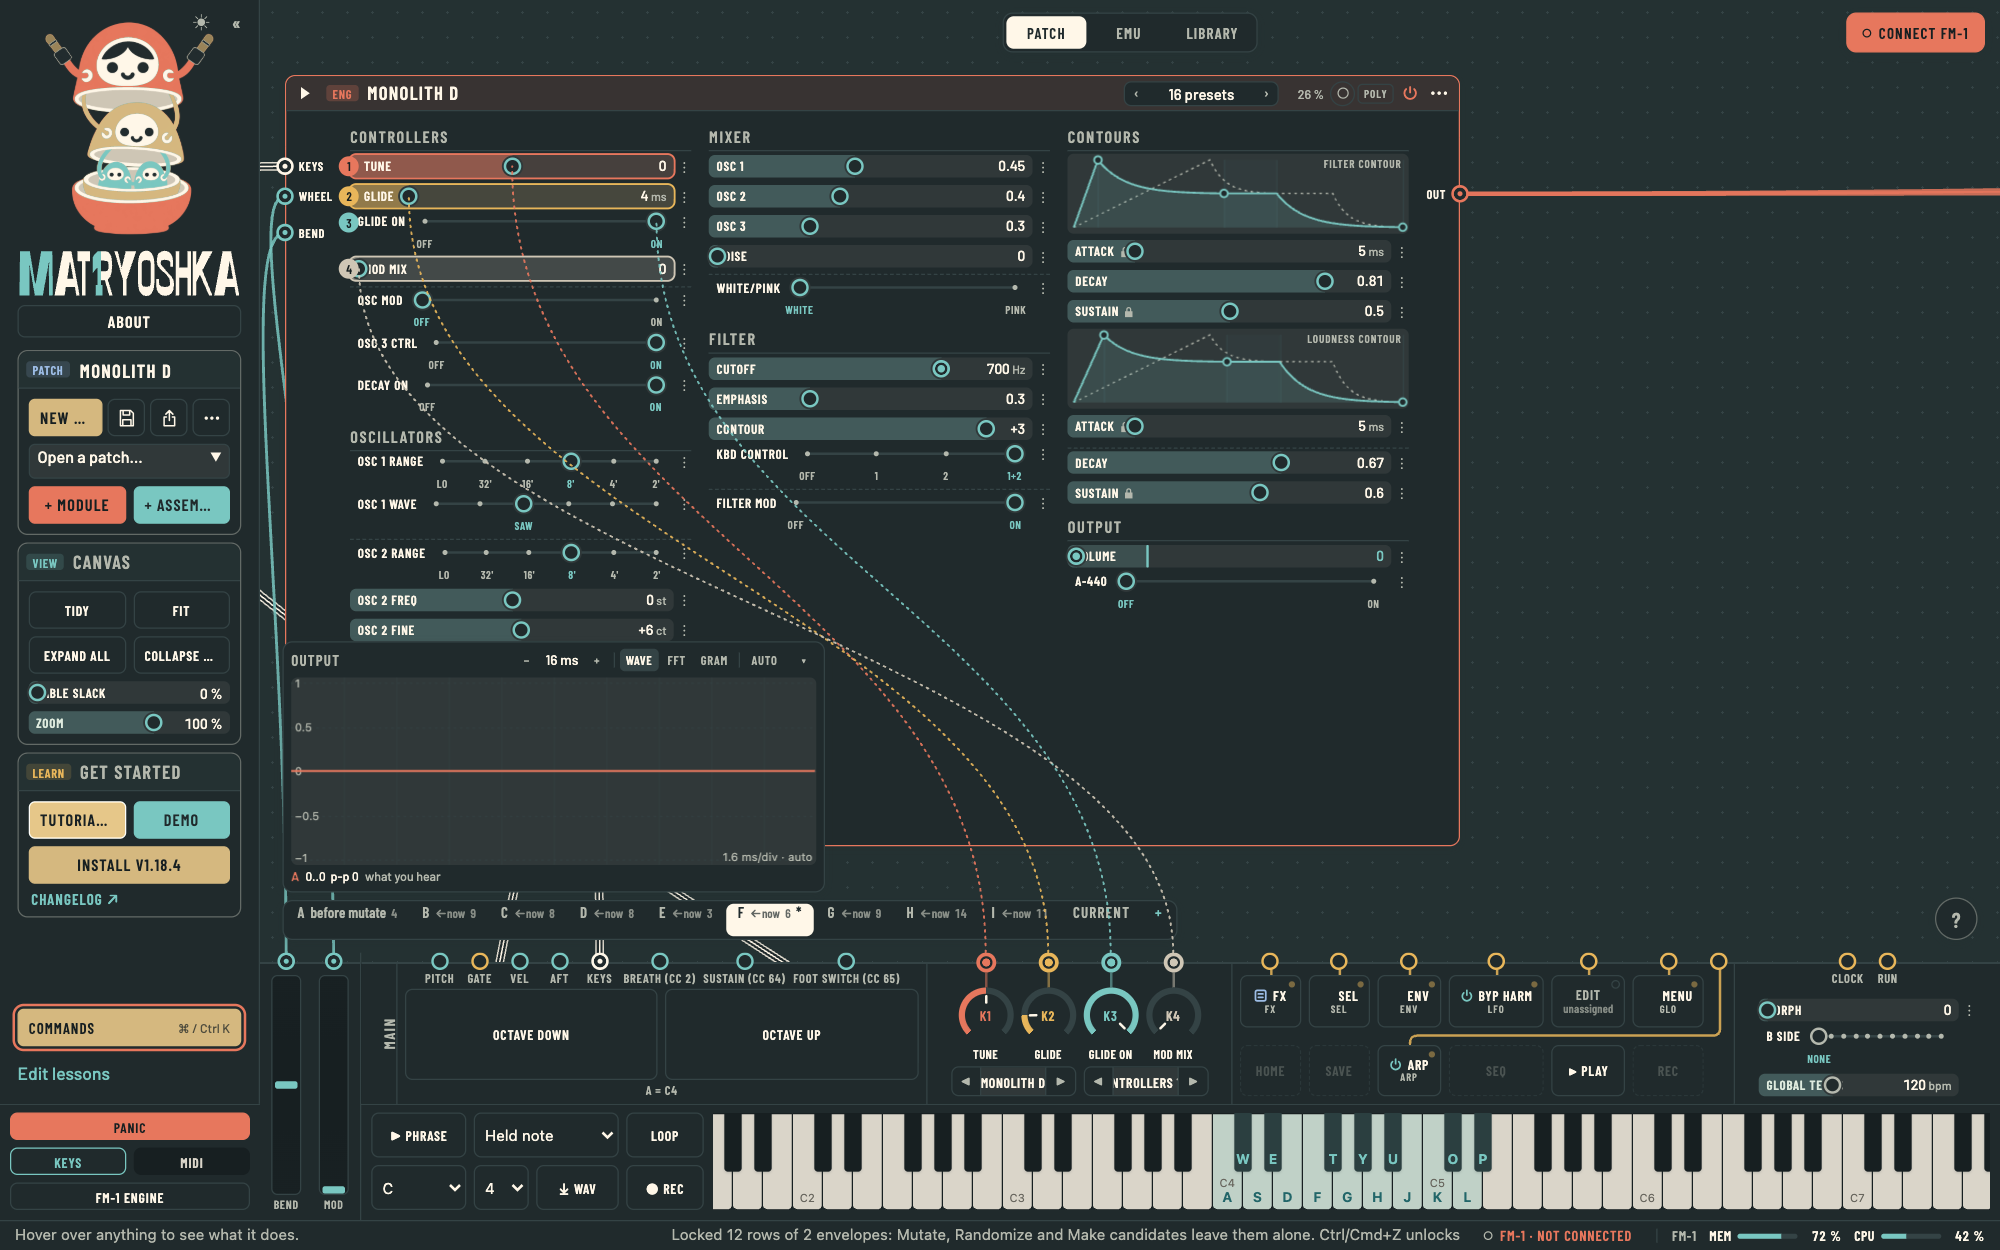 «
PATCH
EMU
LIBRARY
CONNECT FM-1
MATRYOSHKA
ABOUT
PATCH MONOLITH D
NEW ...
...
Open a patch...
+ MODULE
+ ASSEM...
VIEW CANVAS
TIDY
FIT
EXPAND ALL
COLLAPSE ...
BLE SLACK 0 %
ZOOM 100 %
LEARN GET STARTED
TUTORIA...
DEMO
INSTALL V1.18.4
CHANGELOG ↗
COMMANDS ⌘ / Ctrl K
Edit lessons
PANIC
KEYS
MIDI
FM-1 ENGINE
ENG MONOLITH D
‹ 16 presets ›
26 %
POLY
KEYS
WHEEL
BEND
OUT
CONTROLLERS
1 TUNE 0
2 GLIDE 4 ms
3 GLIDE ON
OFF ON
4 MOD MIX 0
OSC MOD
OFF ON
OSC 3 CTRL
OFF ON
DECAY ON
OFF ON
OSCILLATORS
OSC 1 RANGE
LO 32' 16' 8' 4' 2'
OSC 1 WAVE
SAW
OSC 2 RANGE
LO 32' 16' 8' 4' 2'
OSC 2 FREQ 0 st
OSC 2 FINE +6 ct
MIXER
OSC 1 0.45
OSC 2 0.4
OSC 3 0.3
OISE 0
WHITE/PINK
WHITE PINK
FILTER
CUTOFF 700 Hz
EMPHASIS 0.3
CONTOUR +3
KBD CONTROL
OFF 1 2 1+2
FILTER MOD
OFF ON
CONTOURS
FILTER CONTOUR
ATTACK 5 ms
DECAY 0.81
SUSTAIN 0.5
LOUDNESS CONTOUR
ATTACK 5 ms
DECAY 0.67
SUSTAIN 0.6
OUTPUT
LUME 0
A-440
OFF ON
OUTPUT
− 16 ms +
WAVE FFT GRAM AUTO
1
0.5
0
−0.5
−1
1.6 ms/div · auto
A 0..0 p-p 0 what you hear
A before mutate 4
B ←now 9
C ←now 8
D ←now 8
E ←now 3
F ←now 6 *
G ←now 9
H ←now 14
I ←now 11
CURRENT
+
?
PITCH GATE VEL AFT KEYS BREATH (CC 2) SUSTAIN (CC 64) FOOT SWITCH (CC 65)
MAIN
OCTAVE DOWN
OCTAVE UP
A = C4
K1 K2 K3 K4
TUNE GLIDE GLIDE ON MOD MIX
◀ MONOLITH D ▶
◀ NTROLLERS ▶
FX
FX
SEL
SEL
ENV
ENV
BYP HARM
LFO
EDIT
unassigned
MENU
GLO
HOME
SAVE
ARP
ARP
SEQ
▶ PLAY
REC
CLOCK RUN
RPH 0
B SIDE
NONE
GLOBAL TE 120 bpm
BEND MOD
▶ PHRASE
Held note
LOOP
C
4
WAV
REC
W E T Y U O P
C2 C3 C4 C5 C6 C7
A S D F G H J K L
Hover over anything to see what it does.
Locked 12 rows of 2 envelopes: Mutate, Randomize and Make candidates leave them alone. Ctrl/Cmd+Z unlocks
FM-1 · NOT CONNECTED
FM-1 MEM 72 % CPU 42 %